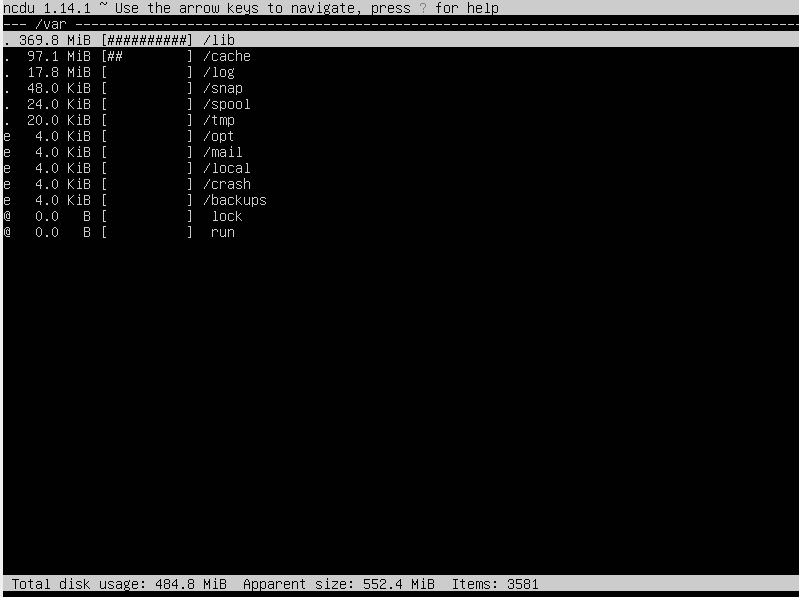 ncdu 1.14.1 ~ Use the arrow keys to navigate, press ? for help
--- /var -----------------------------------------------------------------------------------------
. 369.8 MiB [##########] /lib
.  97.1 MiB [##        ] /cache
.  17.8 MiB [          ] /log
.  48.0 KiB [          ] /snap
.  24.0 KiB [          ] /spool
.  20.0 KiB [          ] /tmp
e   4.0 KiB [          ] /opt
e   4.0 KiB [          ] /mail
e   4.0 KiB [          ] /local
e   4.0 KiB [          ] /crash
e   4.0 KiB [          ] /backups
@   0.0   B [          ]  lock
@   0.0   B [          ]  run
Total disk usage: 484.8 MiB  Apparent size: 552.4 MiB  Items: 3581